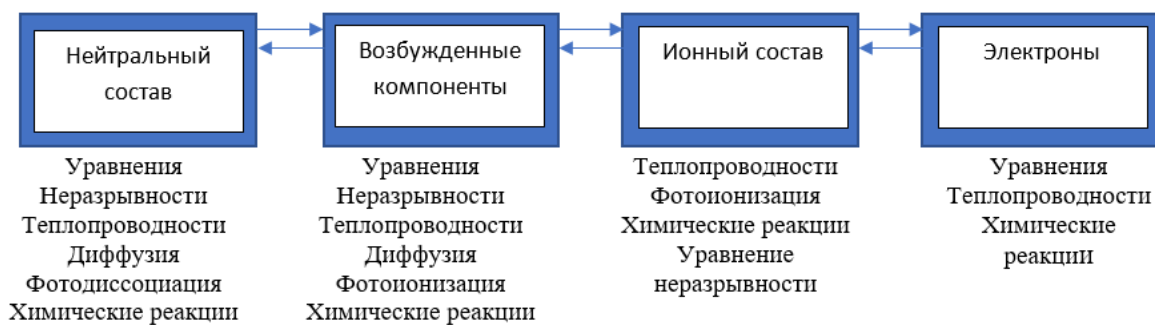 Нейтральный
состав
Возбужденные
компоненты
Ионный состав
Электроны
Уравнения
Неразрывности
Теплопроводности
Диффузия
Фотодиссоциация
Химические реакции
Уравнения
Неразрывности
Теплопроводности
Диффузия
Фотоионизация
Химические реакции
Теплопроводности
Фотоионизация
Химические реакции
Уравнение
неразрывности
Уравнения
Теплопроводности
Химические
реакции